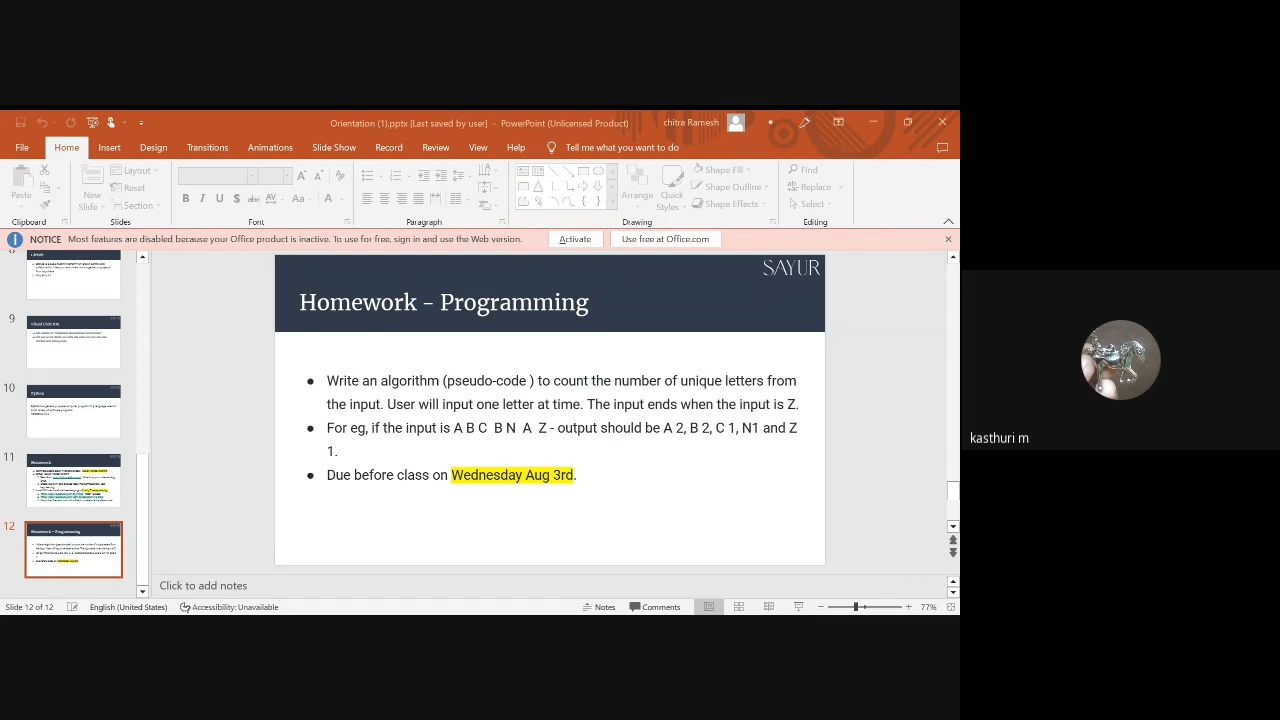 Orientation (1).pptx [Last saved by user] - PowerPoint (Unlicensed Product)
chitra Ramesh
File Home Insert Design Transitions Animations Slide Show Record Review View Help Tell me what you want to do
Paste
New Slide
Layout
Reset
Section
B I U S abc AV Aa A
Arrange
Quick Styles
Shape Fill
Shape Outline
Shape Effects
Find
Replace
Select
Clipboard Slides Font Paragraph Drawing Editing
NOTICE Most features are disabled because your Office product is inactive. To use for free, sign in and use the Web version. Activate Use free at Office.com
9
10
Python
11
Homework
12
Homework - Programming
SAYUR
Homework - Programming
● Write an algorithm (pseudo-code ) to count the number of unique letters from
the input. User will input a letter at time. The input ends when the input is Z.
● For eg, if the input is A B C B N A Z - output should be A 2, B 2, C 1, N1 and Z
1.
● Due before class on Wednesday Aug 3rd.
kasthuri m
Click to add notes
Slide 12 of 12 English (United States) Accessibility: Unavailable Notes Comments 77%